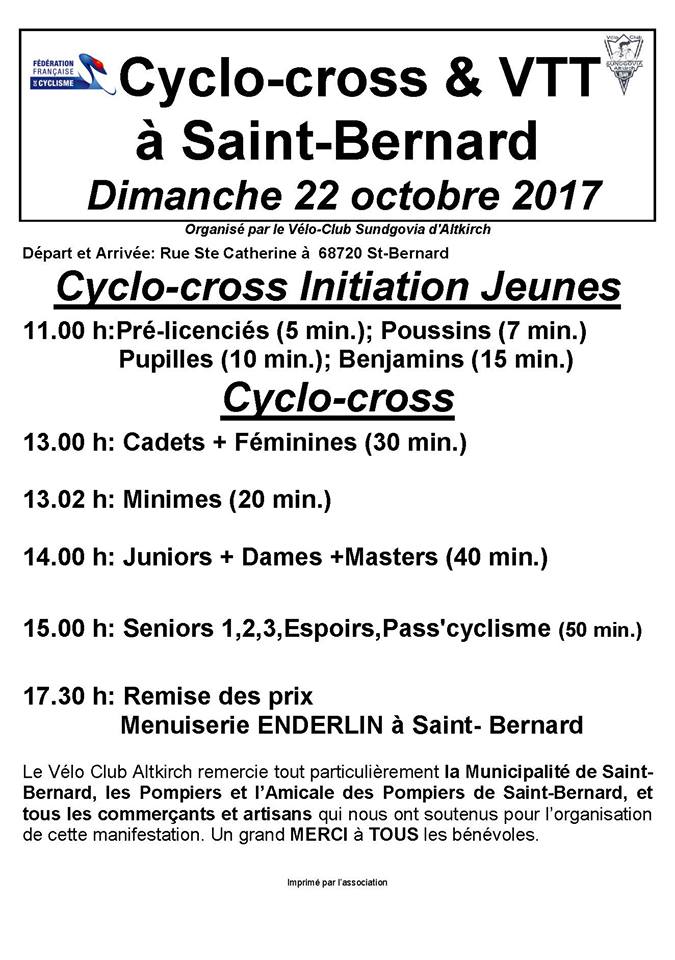 FÉDÉRATION
FRANÇAISE
DE CYCLISME
Vélo Club
SUNDGOVIA
Altkirch
Cyclo-cross & VTT
à Saint-Bernard
Dimanche 22 octobre 2017
Organisé par le Vélo-Club Sundgovia d'Altkirch
Départ et Arrivée: Rue Ste Catherine à 68720 St-Bernard
Cyclo-cross Initiation Jeunes
11.00 h:Pré-licenciés (5 min.); Poussins (7 min.)
Pupilles (10 min.); Benjamins (15 min.)
Cyclo-cross
13.00 h: Cadets + Féminines (30 min.)
13.02 h: Minimes (20 min.)
14.00 h: Juniors + Dames +Masters (40 min.)
15.00 h: Seniors 1,2,3,Espoirs,Pass'cyclisme (50 min.)
17.30 h: Remise des prix
Menuiserie ENDERLIN à Saint- Bernard
Le Vélo Club Altkirch remercie tout particulièrement la Municipalité de Saint-
Bernard, les Pompiers et l’Amicale des Pompiers de Saint-Bernard, et
tous les commerçants et artisans qui nous ont soutenus pour l’organisation
de cette manifestation. Un grand MERCI à TOUS les bénévoles.
Imprimé par l’association